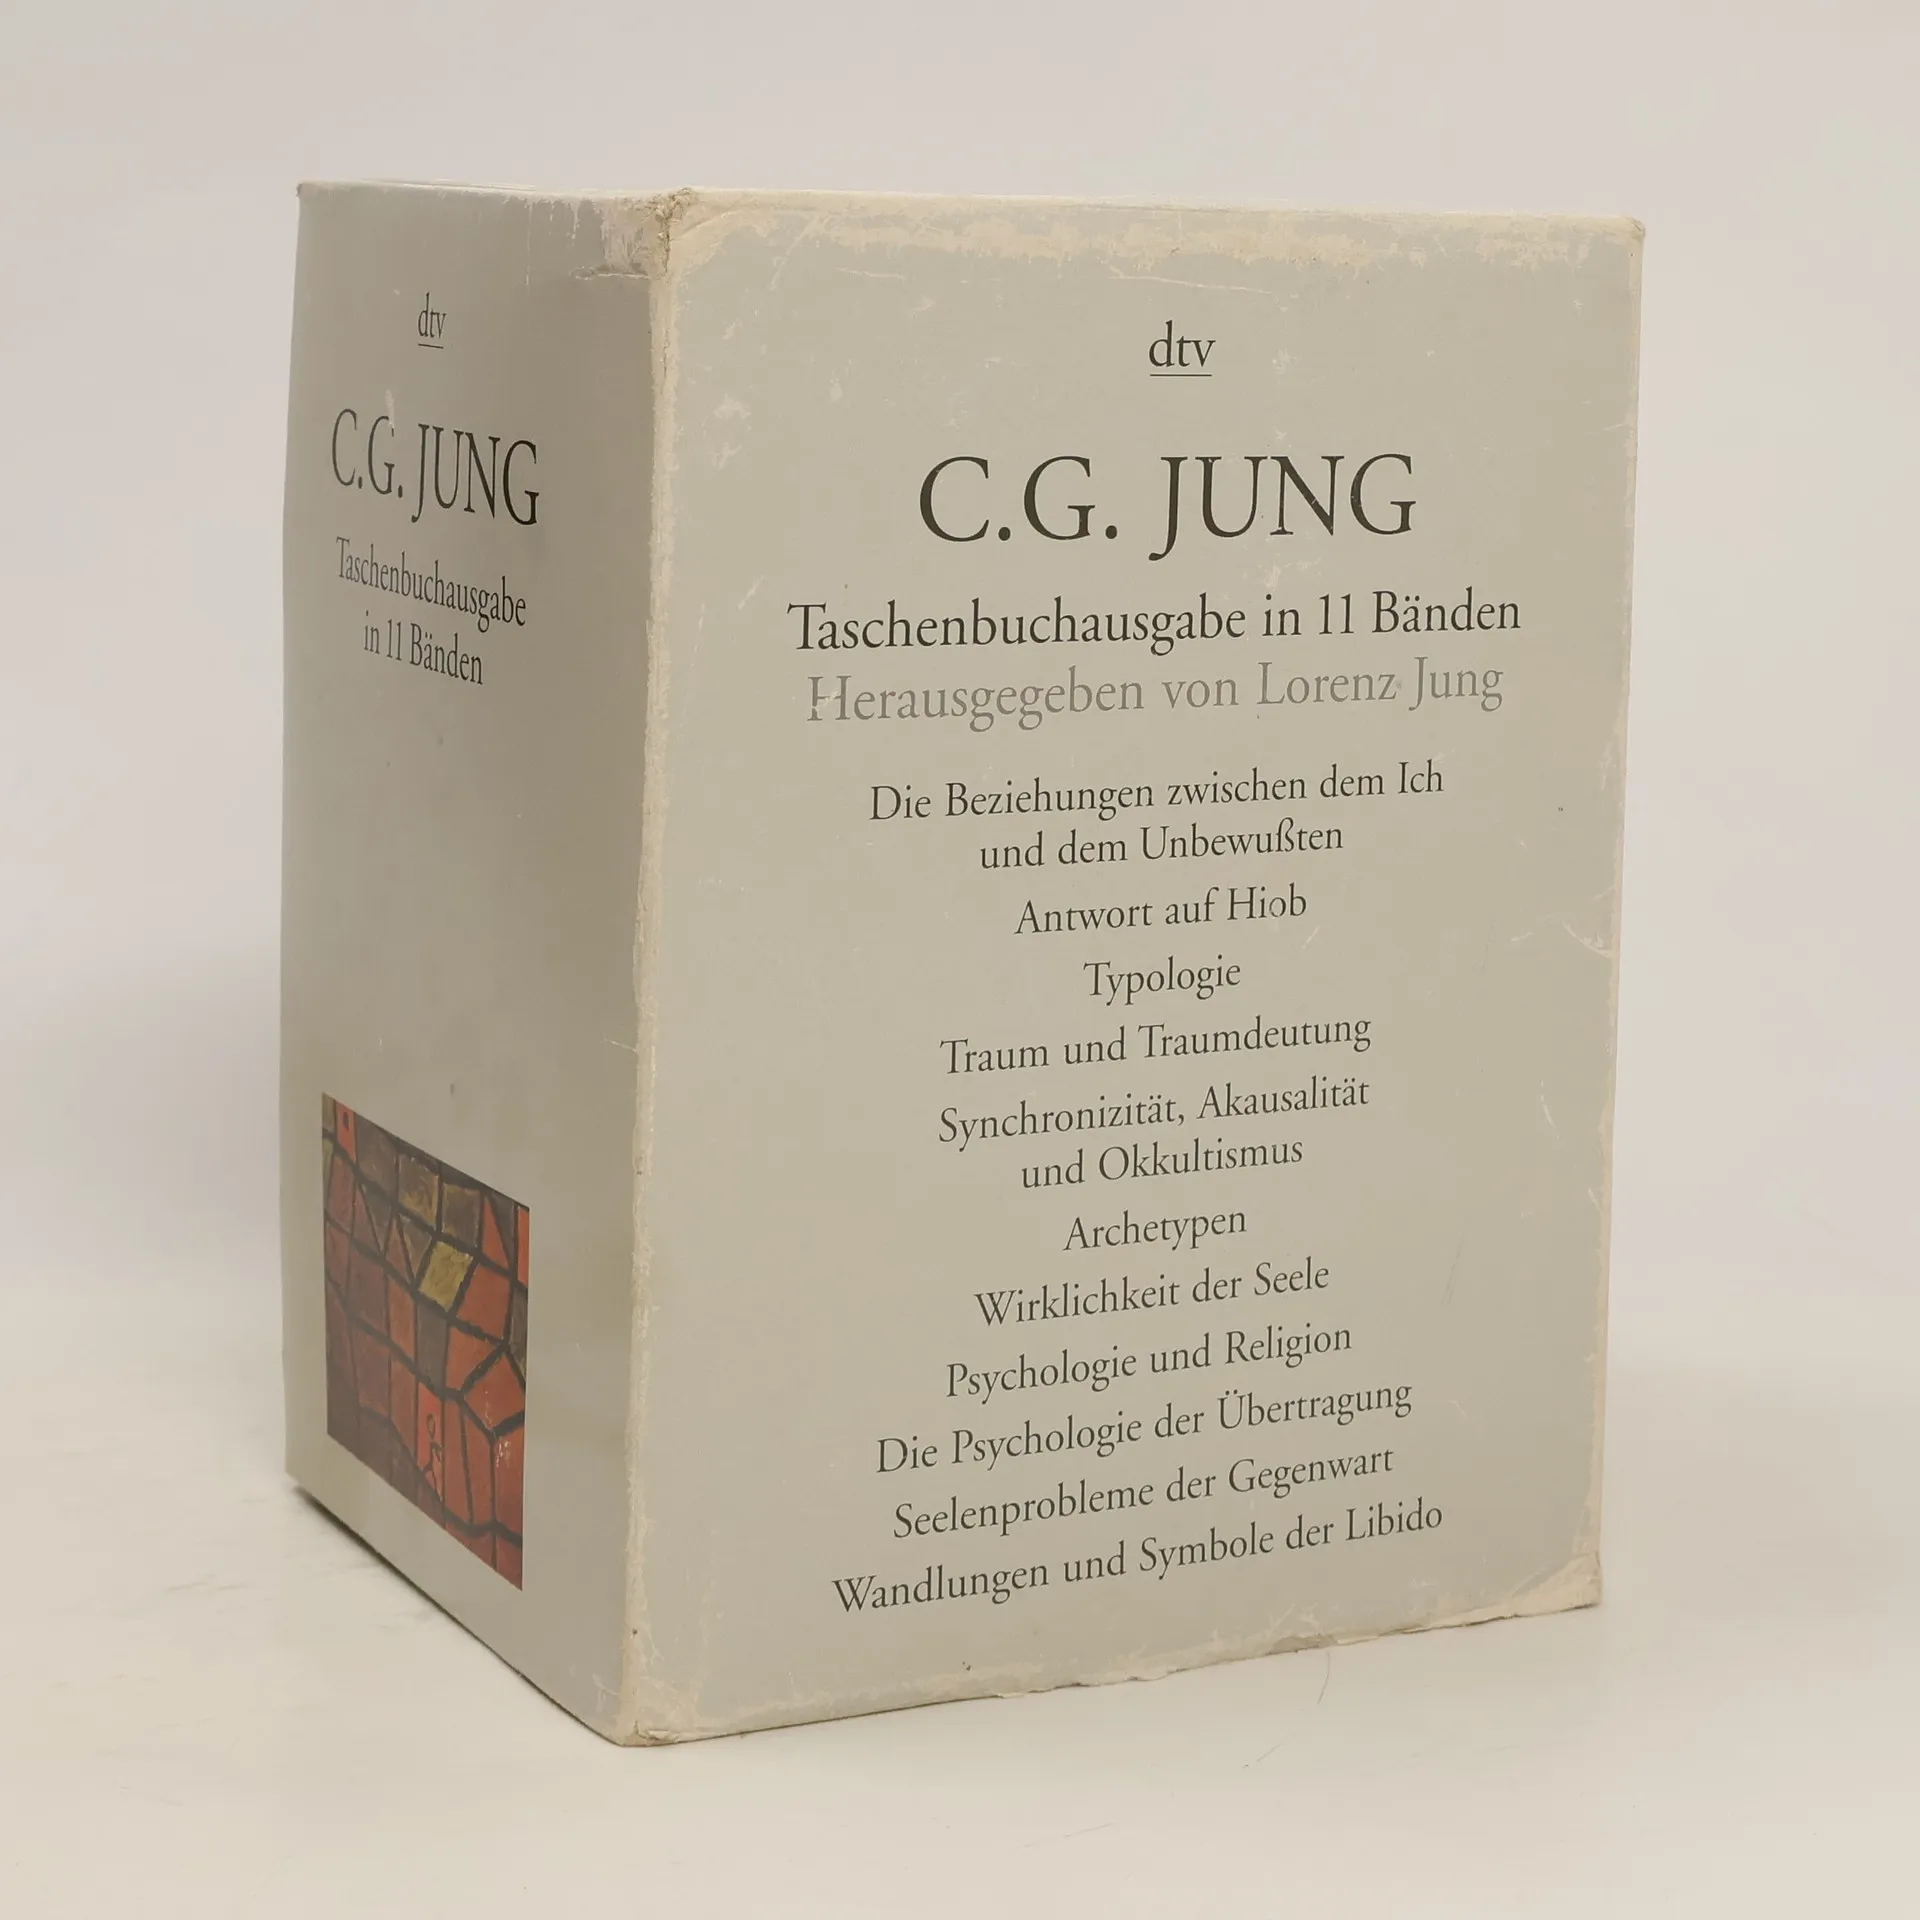 dtv
C.G. JUNG
Taschenbuchausgabe
in 11 Bänden
dtv
C.G. JUNG
Taschenbuchausgabe in 11 Bänden
Herausgegeben von Lorenz Jung
Die Beziehungen zwischen dem Ich
und dem Unbewußten
Antwort auf Hiob
Typologie
Traum und Traumdeutung
Synchronizität, Akausalität
und Okkultismus
Archetypen
Wirklichkeit der Seele
Psychologie und Religion
Die Psychologie der Übertragung
Seelenprobleme der Gegenwart
Wandlungen und Symbole der Libido